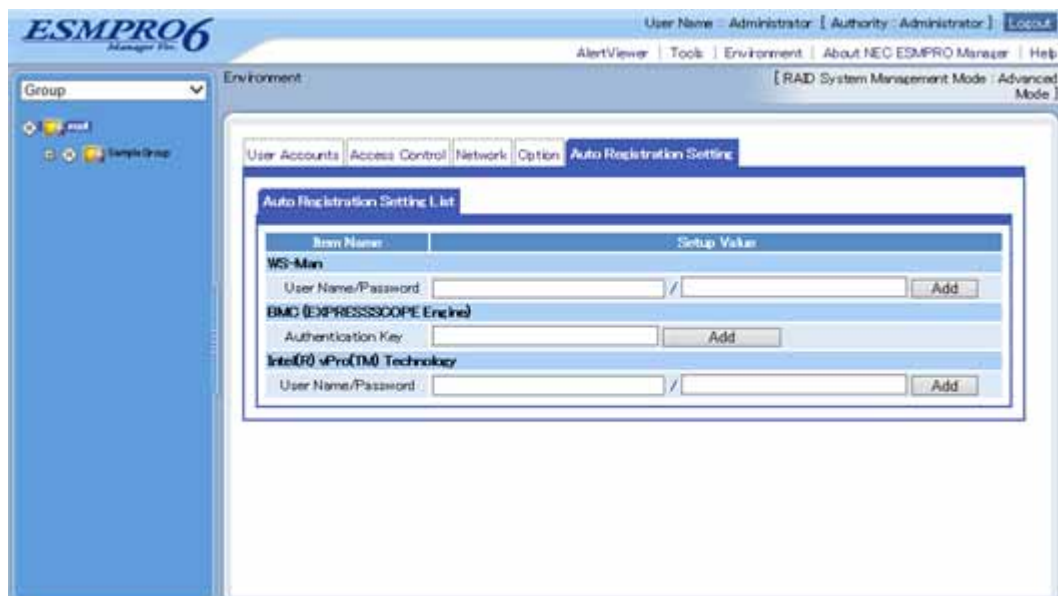 ESMPRO6
Manager Ver.
User Name : Administrator [ Authority : Administrator ] Logout
AlertViewer | Tools | Environment | About NEC ESMPRO Manager | Help
Group
Environment
[ RAID System Management Mode : Advanced
Mode ]
root
Sample Group
User Accounts Access Control Network Option Auto Registration Setting
Auto Registration Setting List
Item Name Setup Value
WS-Man
User Name/Password / Add
BMC (EXPRESSSCOPE Engine)
Authentication Key Add
Intel(R) vPro(TM) Technology
User Name/Password / Add